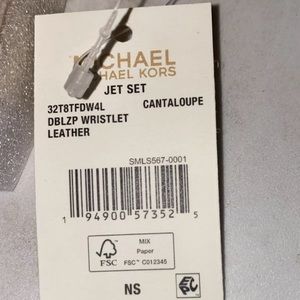 MICHAEL
MICHAEL KORS
JET SET
32T8TFDW4L CANTALOUPE
DBLZP WRISTLET
LEATHER
SMLS567-0001
1 94900 57352 5
FSC
MIX
Paper
FSC™ C012345
NS